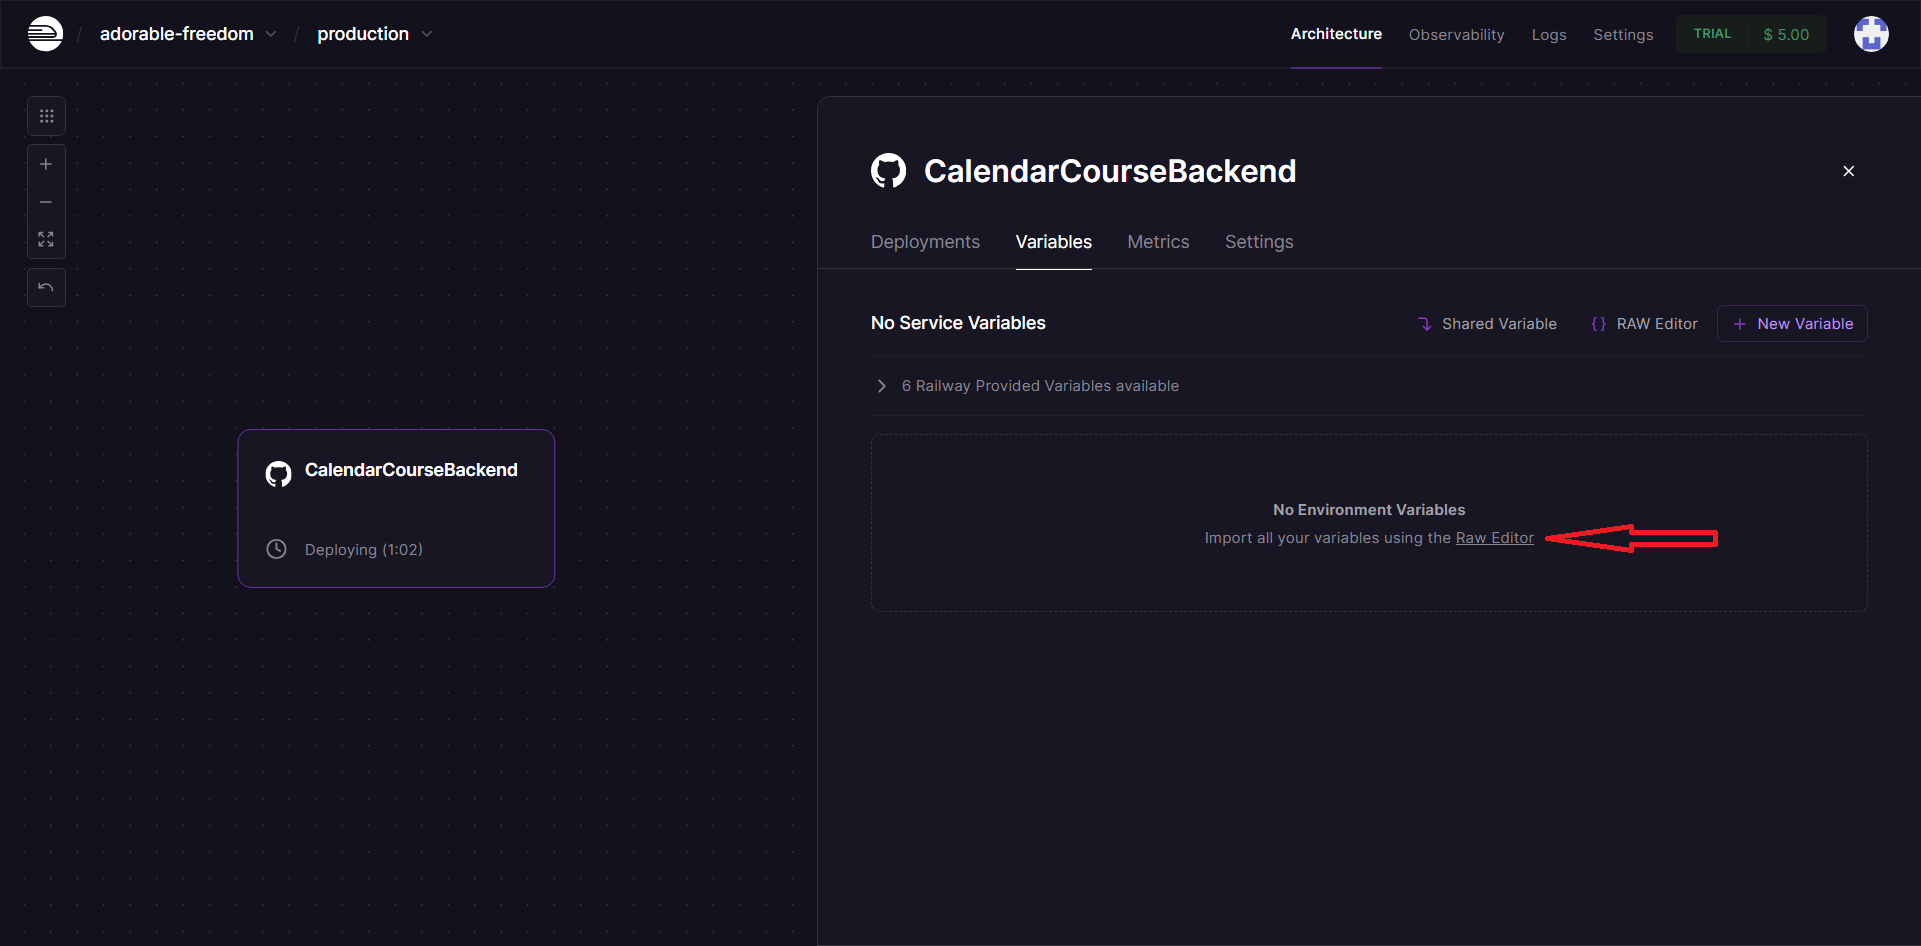 / adorable-freedom / production
Architecture Observability Logs Settings TRIAL $ 5.00
CalendarCourseBackend
Deployments Variables Metrics Settings
No Service Variables
Shared Variable {} RAW Editor + New Variable
6 Railway Provided Variables available
No Environment Variables
Import all your variables using the Raw Editor
CalendarCourseBackend
Deploying (1:02)